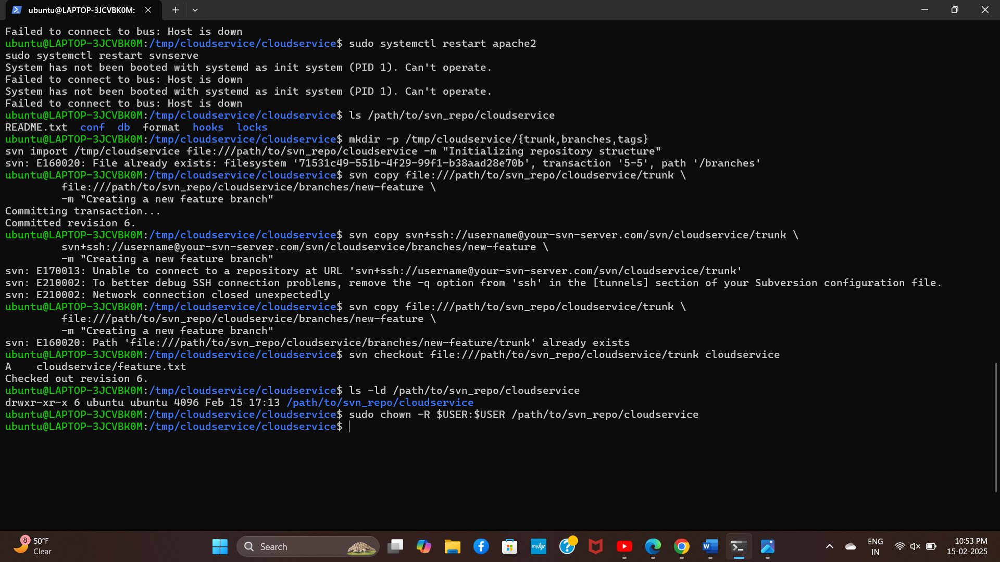 ubuntu@LAPTOP-3JCVBK0M:
Failed to connect to bus: Host is down
ubuntu@LAPTOP-3JCVBK0M:/tmp/cloudservice/cloudservice$ sudo systemctl restart apache2
sudo systemctl restart svnserve
System has not been booted with systemd as init system (PID 1). Can't operate.
Failed to connect to bus: Host is down
System has not been booted with systemd as init system (PID 1). Can't operate.
Failed to connect to bus: Host is down
ubuntu@LAPTOP-3JCVBK0M:/tmp/cloudservice/cloudservice$ ls /path/to/svn_repo/cloudservice
README.txt  conf  db  format  hooks  locks
ubuntu@LAPTOP-3JCVBK0M:/tmp/cloudservice/cloudservice$ mkdir -p /tmp/cloudservice/{trunk,branches,tags}
svn import /tmp/cloudservice file:///path/to/svn_repo/cloudservice -m "Initializing repository structure"
svn: E160020: File already exists: filesystem '71531c49-551b-4f29-99f1-b38aad28e70b', transaction '5-5', path '/branches'
ubuntu@LAPTOP-3JCVBK0M:/tmp/cloudservice/cloudservice$ svn copy file:///path/to/svn_repo/cloudservice/trunk \
         file:///path/to/svn_repo/cloudservice/branches/new-feature \
         -m "Creating a new feature branch"
Committing transaction...
Committed revision 6.
ubuntu@LAPTOP-3JCVBK0M:/tmp/cloudservice/cloudservice$ svn copy svn+ssh://username@your-svn-server.com/svn/cloudservice/trunk \
         svn+ssh://username@your-svn-server.com/svn/cloudservice/branches/new-feature \
         -m "Creating a new feature branch"
svn: E170013: Unable to connect to a repository at URL 'svn+ssh://username@your-svn-server.com/svn/cloudservice/trunk'
svn: E210002: To better debug SSH connection problems, remove the -q option from 'ssh' in the [tunnels] section of your Subversion configuration file.
svn: E210002: Network connection closed unexpectedly
ubuntu@LAPTOP-3JCVBK0M:/tmp/cloudservice/cloudservice$ svn copy file:///path/to/svn_repo/cloudservice/trunk \
         file:///path/to/svn_repo/cloudservice/branches/new-feature \
         -m "Creating a new feature branch"
svn: E160020: Path 'file:///path/to/svn_repo/cloudservice/branches/new-feature/trunk' already exists
ubuntu@LAPTOP-3JCVBK0M:/tmp/cloudservice/cloudservice$ svn checkout file:///path/to/svn_repo/cloudservice/trunk cloudservice
A    cloudservice/feature.txt
Checked out revision 6.
ubuntu@LAPTOP-3JCVBK0M:/tmp/cloudservice/cloudservice$ ls -ld /path/to/svn_repo/cloudservice
drwxr-xr-x 6 ubuntu ubuntu 4096 Feb 15 17:13 /path/to/svn_repo/cloudservice
ubuntu@LAPTOP-3JCVBK0M:/tmp/cloudservice/cloudservice$ sudo chown -R $USER:$USER /path/to/svn_repo/cloudservice
ubuntu@LAPTOP-3JCVBK0M:/tmp/cloudservice/cloudservice$
8 50°F
Clear
Search
myhp
W
ENG
IN
10:53 PM
15-02-2025